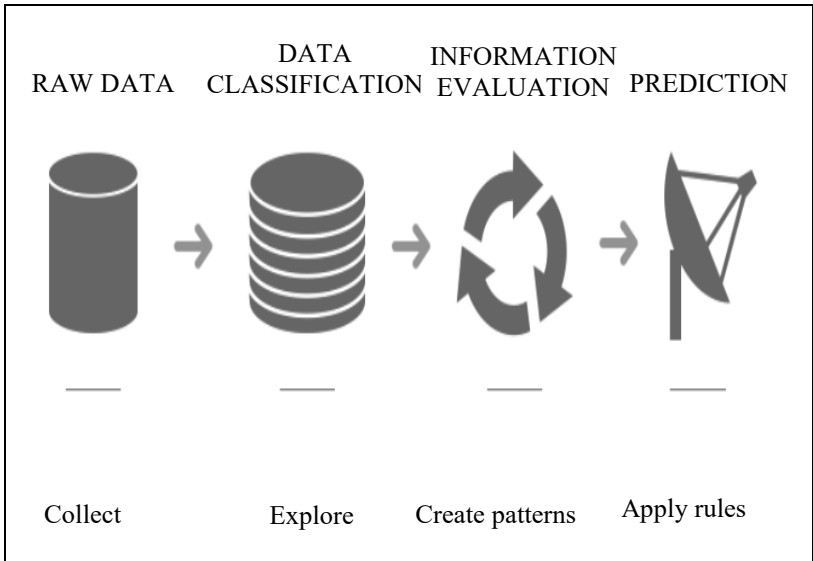 RAW DATA
DATA
CLASSIFICATION
INFORMATION
EVALUATION
PREDICTION
Collect
Explore
Create patterns
Apply rules